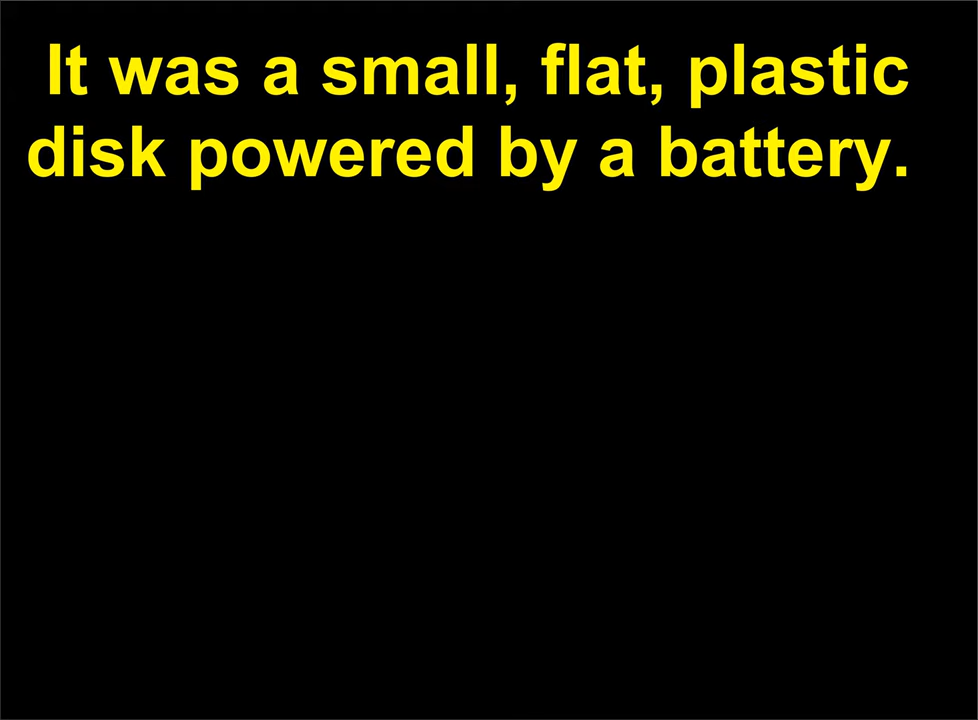 It was a small, flat, plastic
disk powered by a battery.